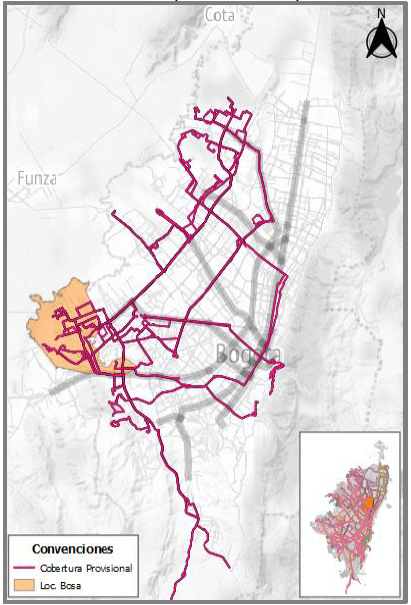 Cota
N
Funza
Bogotá
Convenciones
Cobertura Provisional
Loc. Bosa